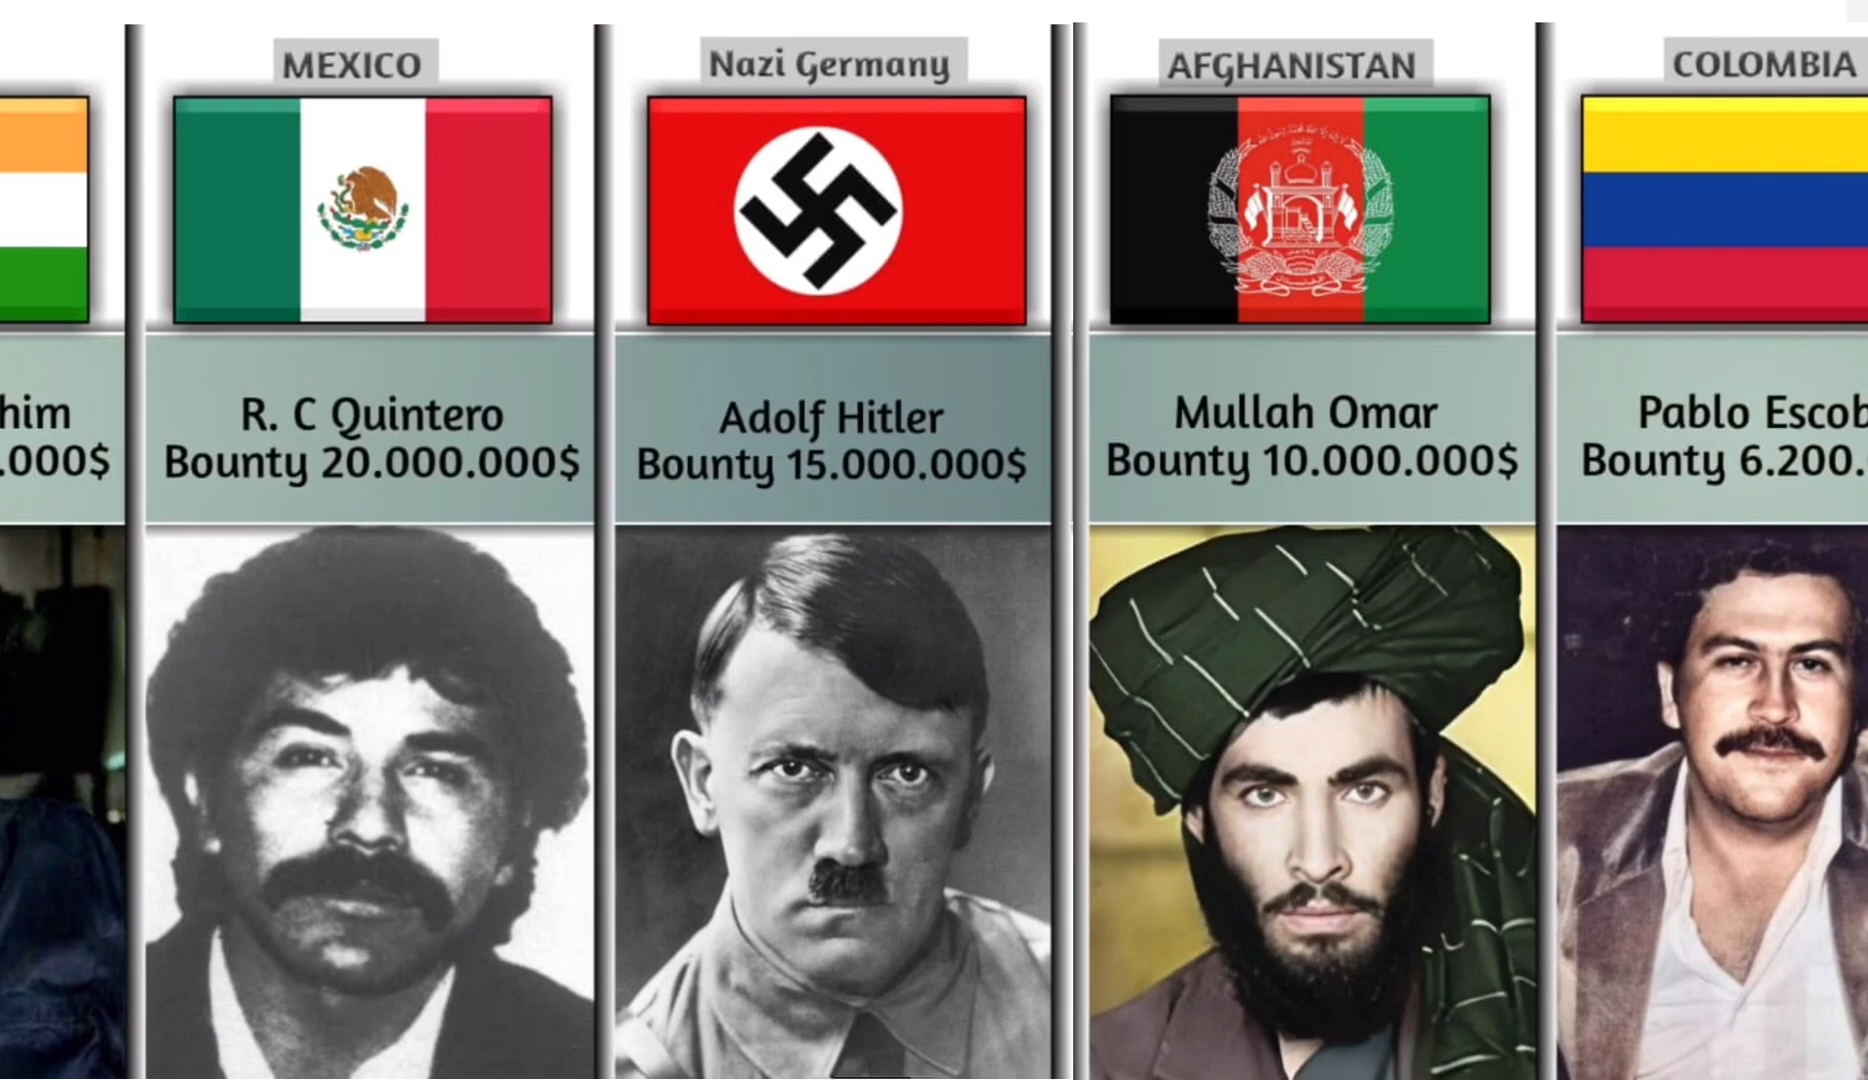 MEXICO
Nazi Germany
AFGHANISTAN
COLOMBIA
him
.000$
R. C Quintero
Bounty 20.000.000$
Adolf Hitler
Bounty 15.000.000$
Mullah Omar
Bounty 10.000.000$
Pablo Escob
Bounty 6.200.